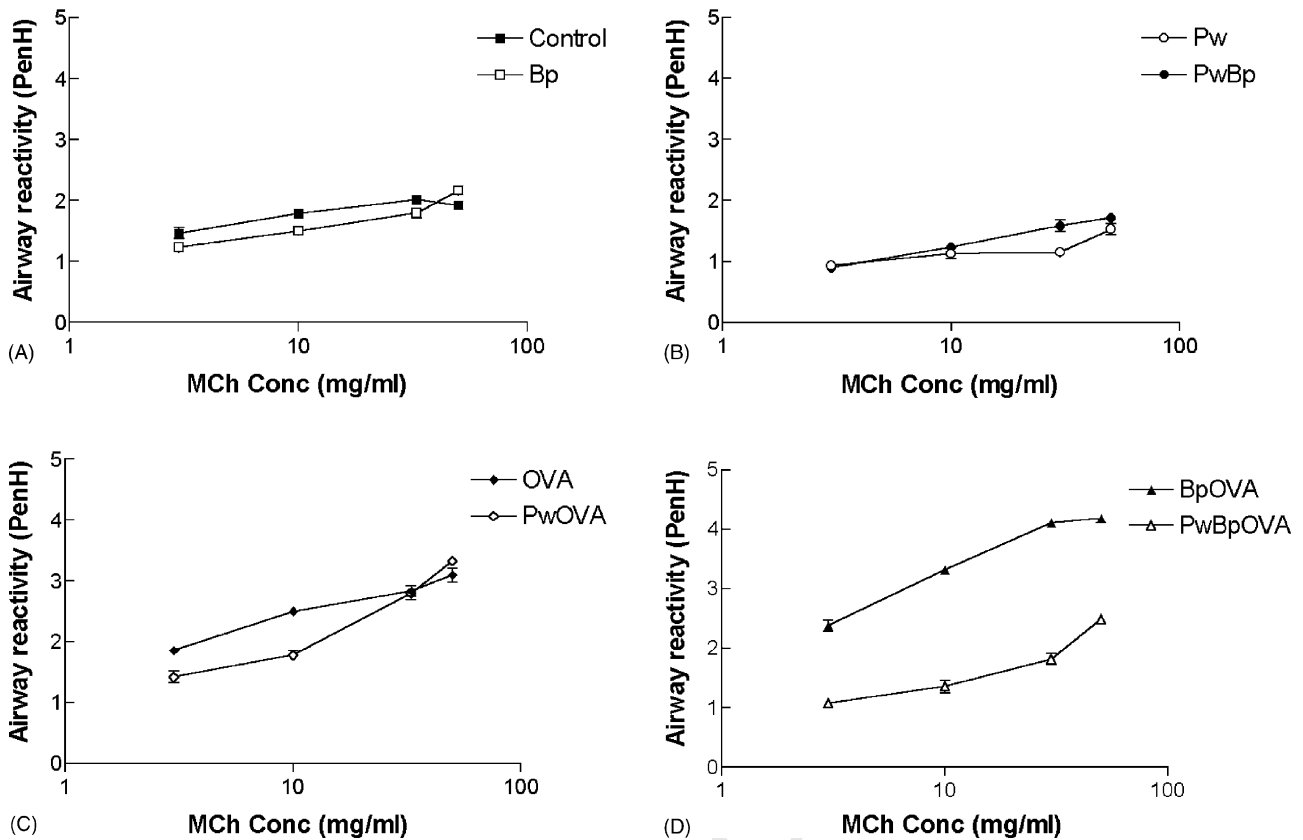 5
4
3
2
1
0
Airway reactivity (PenH)
Control
Bp
1
10
100
(A)
MCh Conc (mg/ml)
5
4
3
2
1
0
Airway reactivity (PenH)
Pw
PwBp
1
10
100
(B)
MCh Conc (mg/ml)
5
4
3
2
1
0
Airway reactivity (PenH)
OVA
PwOVA
1
10
100
(C)
MCh Conc (mg/ml)
5
4
3
2
1
0
Airway reactivity (PenH)
BpOVA
PwBpOVA
1
10
100
(D)
MCh Conc (mg/ml)